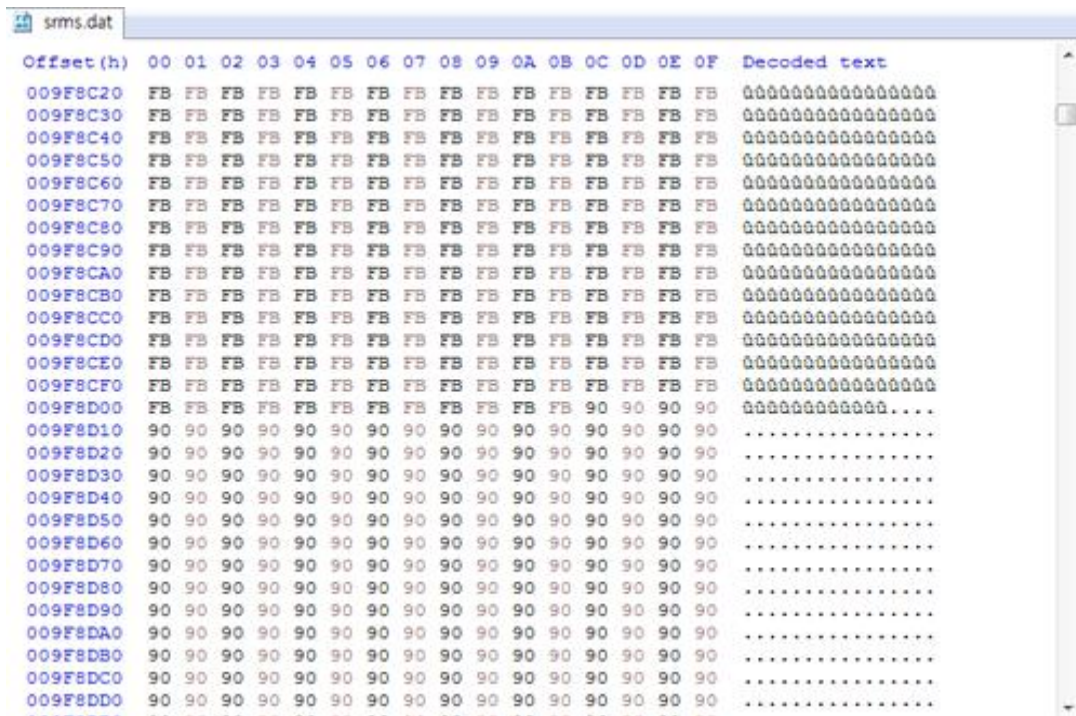 srms.dat
Offset(h) 00 01 02 03 04 05 06 07 08 09 0A 0B 0C 0D 0E 0F Decoded text
009F8C20 FB FB FB FB FB FB FB FB FB FB FB FB FB FB FB FB ûûûûûûûûûûûûûûûû
009F8C30 FB FB FB FB FB FB FB FB FB FB FB FB FB FB FB FB ûûûûûûûûûûûûûûûû
009F8C40 FB FB FB FB FB FB FB FB FB FB FB FB FB FB FB FB ûûûûûûûûûûûûûûûû
009F8C50 FB FB FB FB FB FB FB FB FB FB FB FB FB FB FB FB ûûûûûûûûûûûûûûûû
009F8C60 FB FB FB FB FB FB FB FB FB FB FB FB FB FB FB FB ûûûûûûûûûûûûûûûû
009F8C70 FB FB FB FB FB FB FB FB FB FB FB FB FB FB FB FB ûûûûûûûûûûûûûûûû
009F8C80 FB FB FB FB FB FB FB FB FB FB FB FB FB FB FB FB ûûûûûûûûûûûûûûûû
009F8C90 FB FB FB FB FB FB FB FB FB FB FB FB FB FB FB FB ûûûûûûûûûûûûûûûû
009F8CA0 FB FB FB FB FB FB FB FB FB FB FB FB FB FB FB FB ûûûûûûûûûûûûûûûû
009F8CB0 FB FB FB FB FB FB FB FB FB FB FB FB FB FB FB FB ûûûûûûûûûûûûûûûû
009F8CC0 FB FB FB FB FB FB FB FB FB FB FB FB FB FB FB FB ûûûûûûûûûûûûûûûû
009F8CD0 FB FB FB FB FB FB FB FB FB FB FB FB FB FB FB FB ûûûûûûûûûûûûûûûû
009F8CE0 FB FB FB FB FB FB FB FB FB FB FB FB FB FB FB FB ûûûûûûûûûûûûûûûû
009F8CF0 FB FB FB FB FB FB FB FB FB FB FB FB FB FB FB FB ûûûûûûûûûûûûûûûû
009F8D00 FB FB FB FB FB FB FB FB FB FB FB FB 90 90 90 90 ûûûûûûûûûûûû....
009F8D10 90 90 90 90 90 90 90 90 90 90 90 90 90 90 90 90 ................
009F8D20 90 90 90 90 90 90 90 90 90 90 90 90 90 90 90 90 ................
009F8D30 90 90 90 90 90 90 90 90 90 90 90 90 90 90 90 90 ................
009F8D40 90 90 90 90 90 90 90 90 90 90 90 90 90 90 90 90 ................
009F8D50 90 90 90 90 90 90 90 90 90 90 90 90 90 90 90 90 ................
009F8D60 90 90 90 90 90 90 90 90 90 90 90 90 90 90 90 90 ................
009F8D70 90 90 90 90 90 90 90 90 90 90 90 90 90 90 90 90 ................
009F8D80 90 90 90 90 90 90 90 90 90 90 90 90 90 90 90 90 ................
009F8D90 90 90 90 90 90 90 90 90 90 90 90 90 90 90 90 90 ................
009F8DA0 90 90 90 90 90 90 90 90 90 90 90 90 90 90 90 90 ................
009F8DB0 90 90 90 90 90 90 90 90 90 90 90 90 90 90 90 90 ................
009F8DC0 90 90 90 90 90 90 90 90 90 90 90 90 90 90 90 90 ................
009F8DD0 90 90 90 90 90 90 90 90 90 90 90 90 90 90 90 90 ................